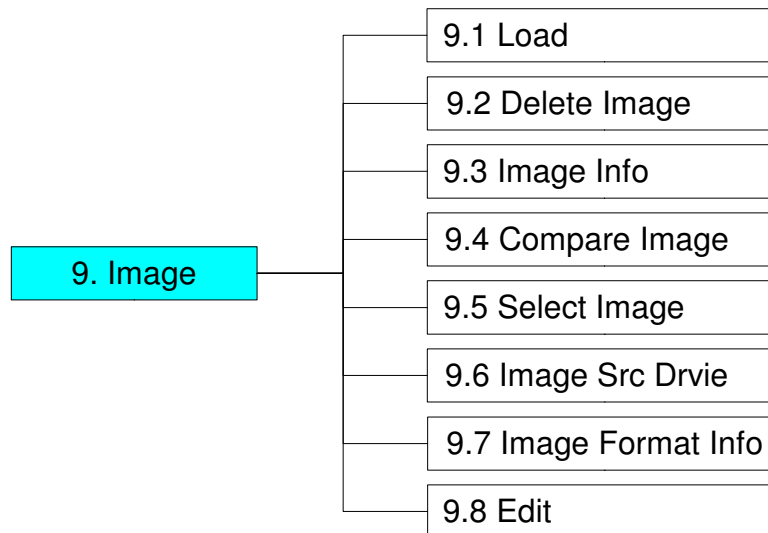 9. Image
9.1 Load
9.2 Delete Image
9.3 Image Info
9.4 Compare Image
9.5 Select Image
9.6 Image Src Drvie
9.7 Image Format Info
9.8 Edit